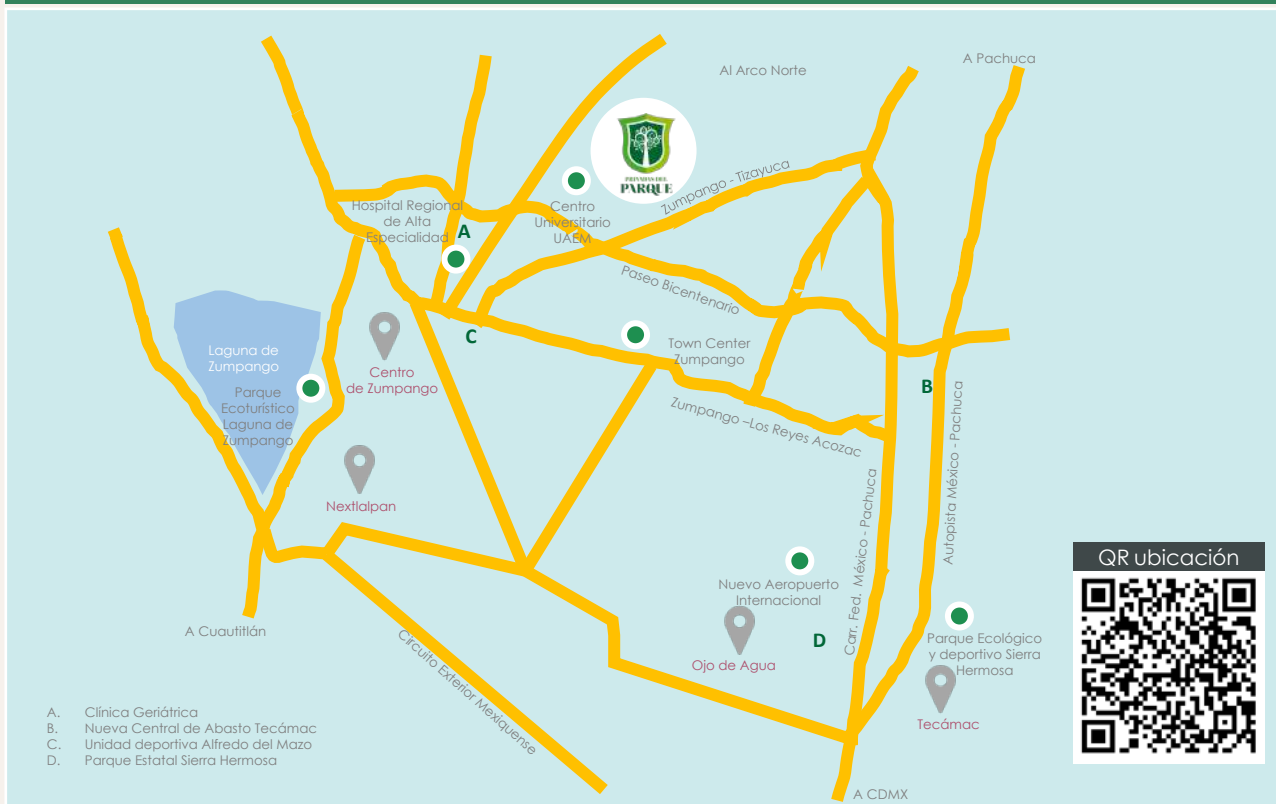 A Pachuca
Al Arco Norte
PRIVADAS DEL
PARQUE
Zumpango - Tizayuca
Hospital Regional
de Alta
Especialidad
A
Centro
Universitario
UAEM
Paseo Bicentenario
C
Town Center
Zumpango
Laguna de
Zumpango
Centro
de Zumpango
Parque
Ecoturístico
Laguna de
Zumpango
B
Zumpango –Los Reyes Acozac
Carr. Fed. México - Pachuca
Autopista México - Pachuca
Nextlalpan
QR ubicación
Nuevo Aeropuerto
Internacional
A Cuautitlán
Circuito Exterior Mexiquense
D
Ojo de Agua
Parque Ecológico
y deportivo Sierra
Hermosa
Tecámac
A. Clínica Geriátrica
B. Nueva Central de Abasto Tecámac
C. Unidad deportiva Alfredo del Mazo
D. Parque Estatal Sierra Hermosa
A CDMX